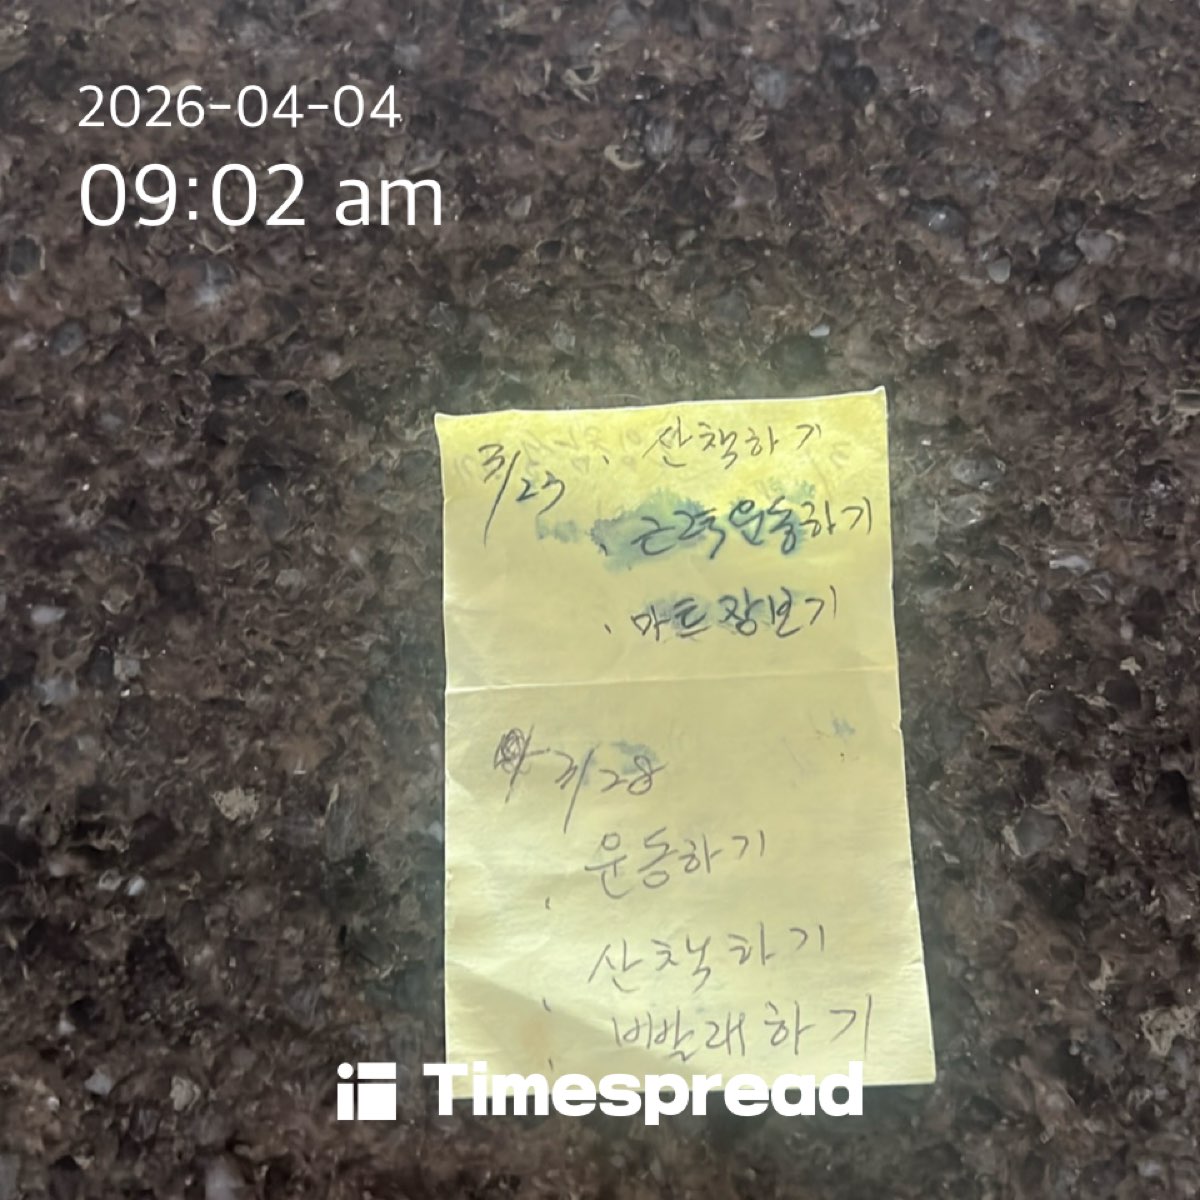 2026-04-04
09:02 am
산책하기
3/27
근력운동하기
마트장보기
3/28
운동하기
산책하기
빨래하기
Timespread